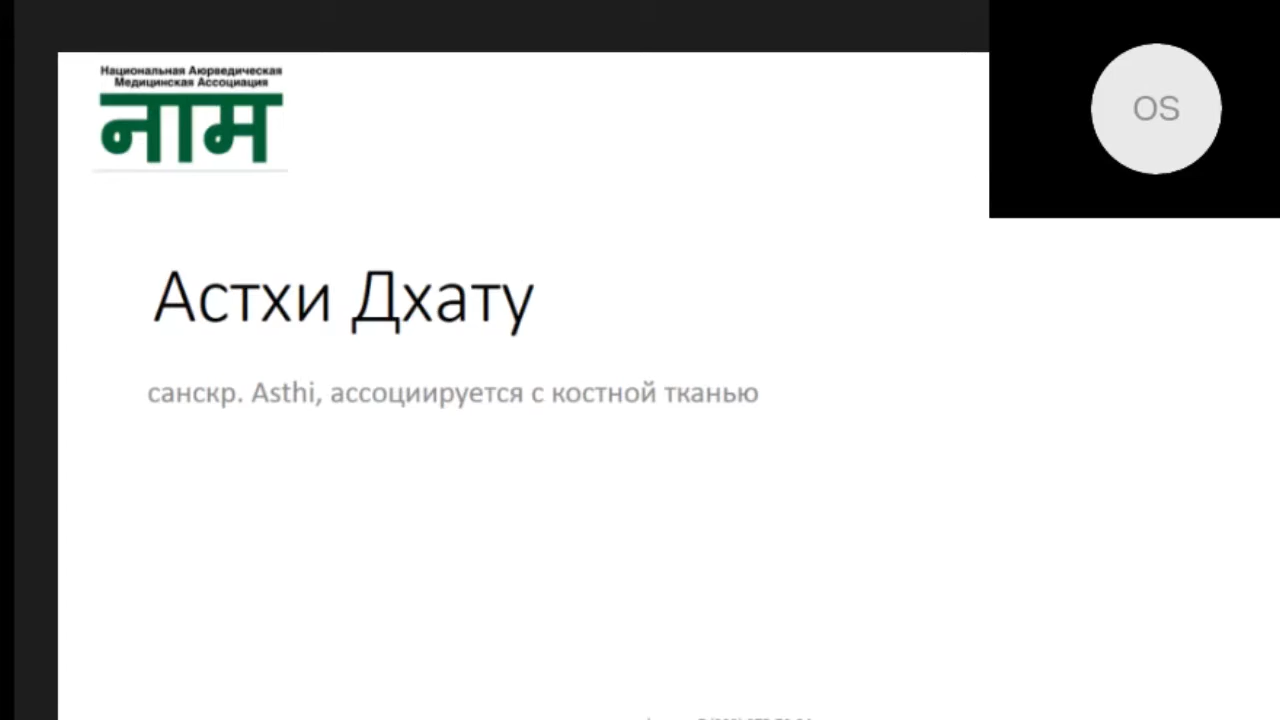 Национальная Аюрведическая
Медицинская Ассоциация
नाम
OS
Астхи Дхату
санскр. Asthi, ассоциируется с костной тканью